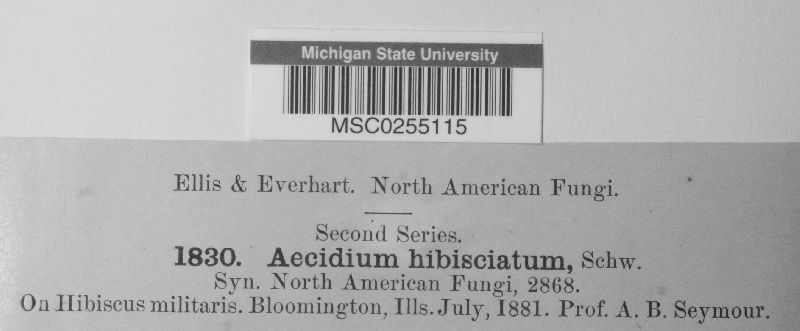 Michigan State University
MSC0255115
Ellis & Everhart. North American Fungi.
Second Series.
1830. Aecidium hibisciatum, Schw.
Syn. North American Fungi, 2868.
On Hibiscus militaris. Bloomington, Ills. July, 1881. Prof. A. B. Seymour.